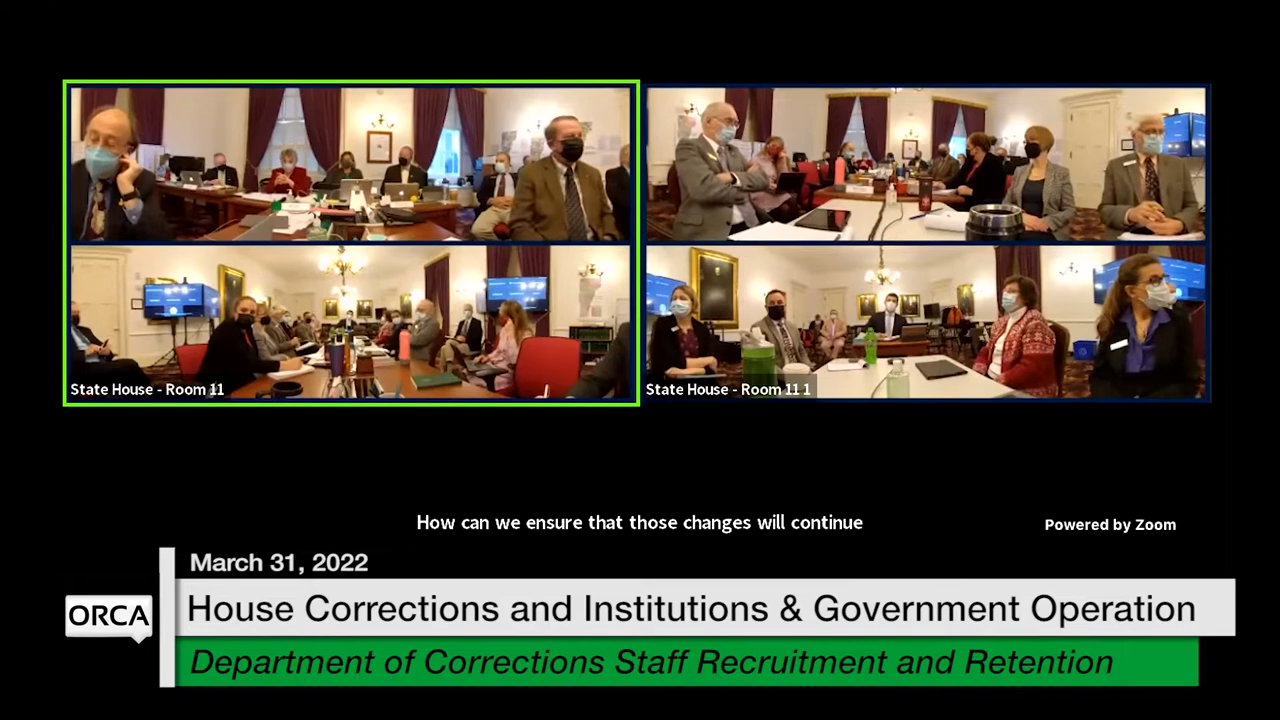 State House - Room 11
State House - Room 11 1
How can we ensure that those changes will continue
Powered by Zoom
March 31, 2022
ORCA
House Corrections and Institutions & Government Operation
Department of Corrections Staff Recruitment and Retention